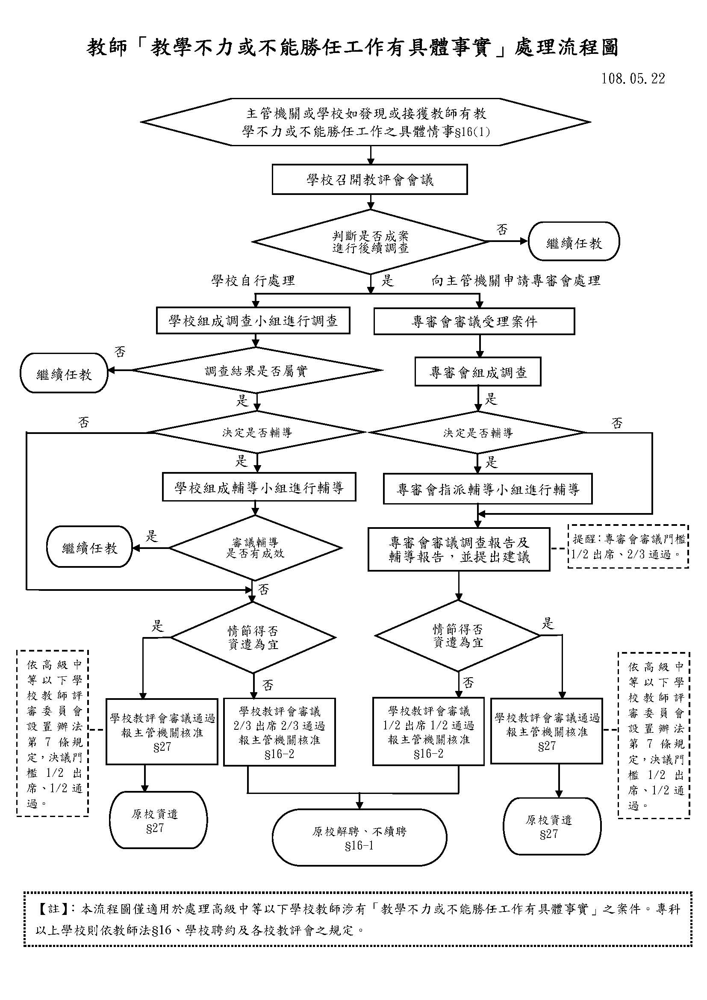 教師「教學不力或不能勝任工作有具體事實」處理流程圖
108.05.22
主管機關或學校如發現或接獲教師有教
學不力或不能勝任工作之具體情事§16(1)
學校召開教評會會議
判斷是否成案
進行後續調查
否
繼續任教
學校自行處理
是
向主管機關申請專審會處理
學校組成調查小組進行調查
專審會審議受理案件
否
繼續任教
調查結果是否屬實
專審會組成調查
是
是
否
決定是否輔導
決定是否輔導
否
是
是
學校組成輔導小組進行輔導
專審會指派輔導小組進行輔導
是
繼續任教
審議輔導
是否有成效
專審會審議調查報告及
輔導報告，並提出建議
提醒：專審會審議門檻
1/2 出席、2/3 通過。
否
是
情節得否
資遣為宜
情節得否
資遣為宜
是
否
否
依高級中
等以下學
校教師評
審委員會
設置辦法
第 7 條規
定，決議門
檻 1/2 出
席、1/2 通
過。
學校教評會審議通過
報主管機關核准
§27
學校教評會審議
2/3 出席 2/3 通過
報主管機關核准
§16-2
學校教評會審議
1/2 出席 1/2 通過
報主管機關核准
§16-2
學校教評會審議通過
報主管機關核准
§27
依高級中
等以下學
校教師評
審委員會
設置辦法
第 7 條規
定，決議門
檻 1/2 出
席、1/2 通
過。
原校資遣
§27
原校解聘、不續聘
§16-1
原校資遣
§27
【註】：本流程圖僅適用於處理高級中等以下學校教師涉有「教學不力或不能勝任工作有具體事實」之案件。專科
以上學校則依教師法§16、學校聘約及各校教評會之規定。